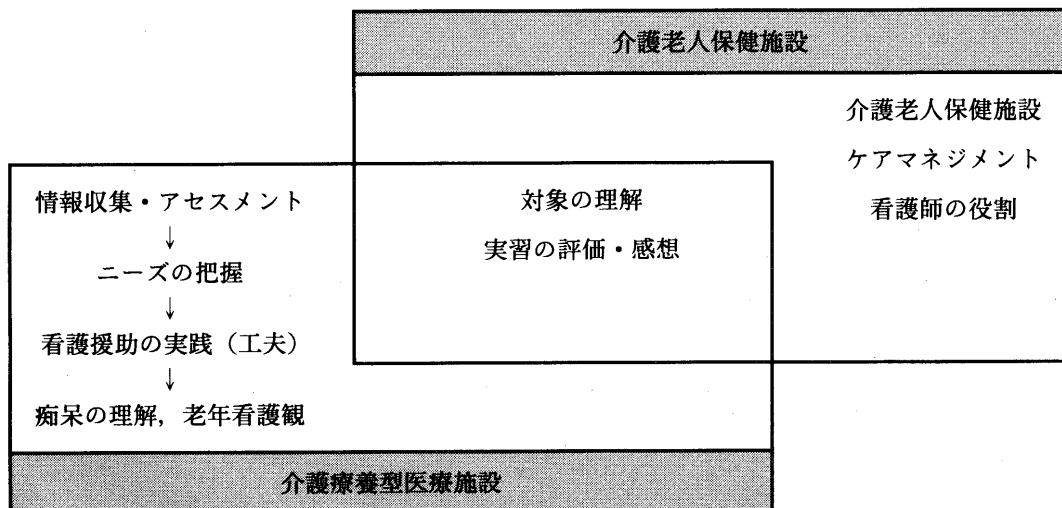 介護老人保健施設
介護老人保健施設
ケアマネジメント
看護師の役割
対象の理解
実習の評価・感想
情報収集・アセスメント
↓
ニーズの把握
↓
看護援助の実践（工夫）
↓
痴呆の理解，老年看護観
介護療養型医療施設